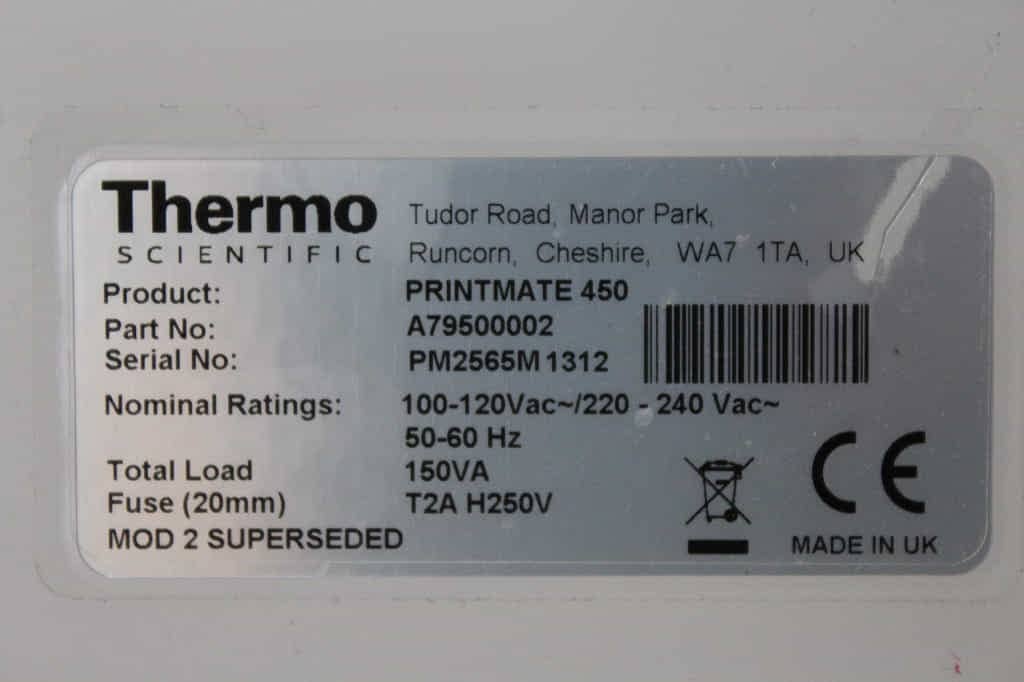 Thermo
SCIENTIFIC
Tudor Road, Manor Park,
Runcorn, Cheshire, WA7 1TA, UK
Product: PRINTMATE 450
Part No: A79500002
Serial No: PM2565M1312
Nominal Ratings: 100-120Vac~/220 - 240 Vac~
50-60 Hz
Total Load 150VA
Fuse (20mm) T2A H250V
MOD 2 SUPERSEDED
CE
MADE IN UK